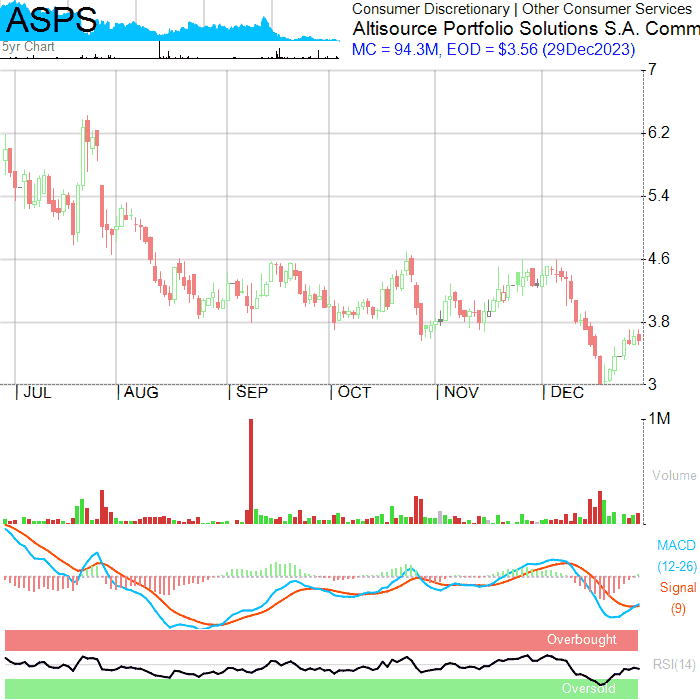 ASPS
5yr Chart
Consumer Discretionary | Other Consumer Services
Altisource Portfolio Solutions S.A. Comm
MC = 94.3M, EOD = $3.56 (29Dec2023)
7
6.2
5.4
4.6
3.8
3
JUL AUG SEP OCT NOV DEC
1M
Volume
MACD
(12-26)
Signal
(9)
Overbought
RSI(14)
Oversold